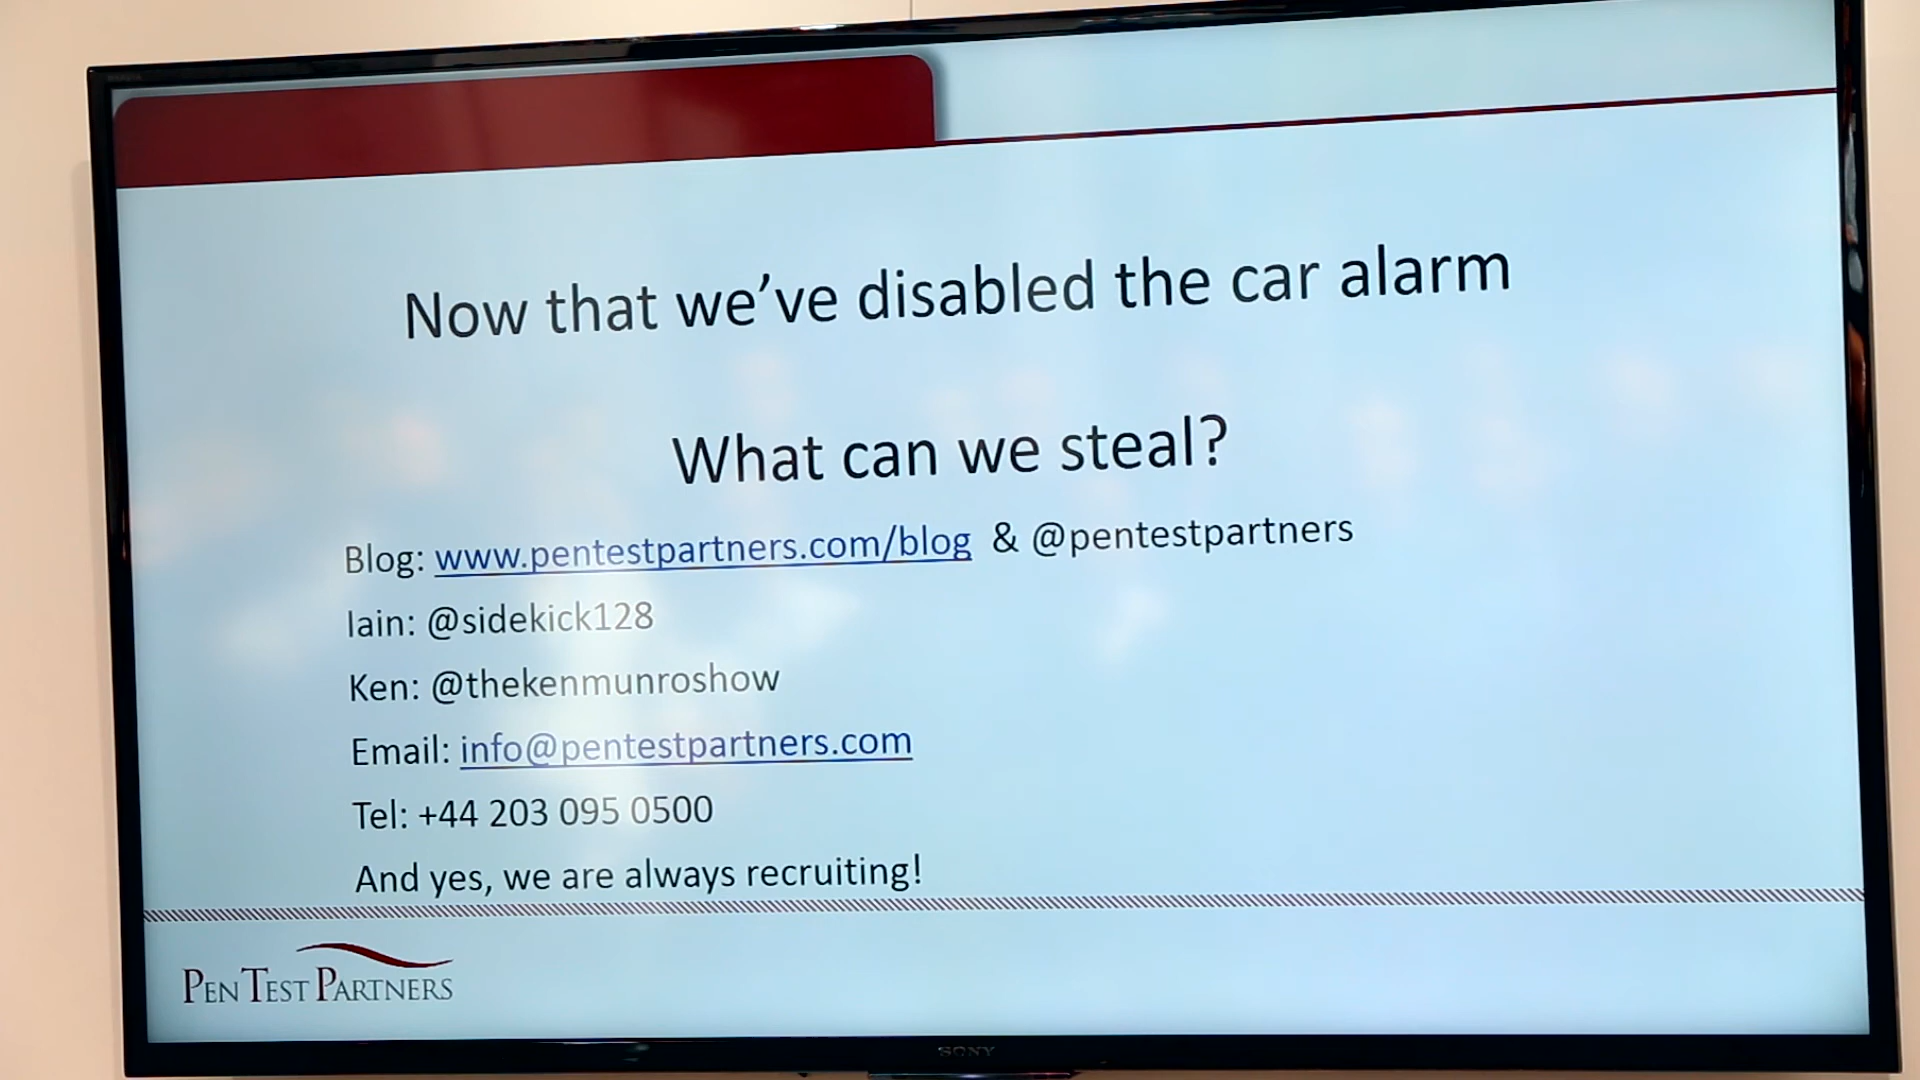 Now that we've disabled the car alarm
What can we steal?
Blog: www.pentestpartners.com/blog & @pentestpartners
Iain: @sidekick128
Ken: @thekenmunroshow
Email: info@pentestpartners.com
Tel: +44 203 095 0500
And yes, we are always recruiting!
PEN TEST PARTNERS
SONY